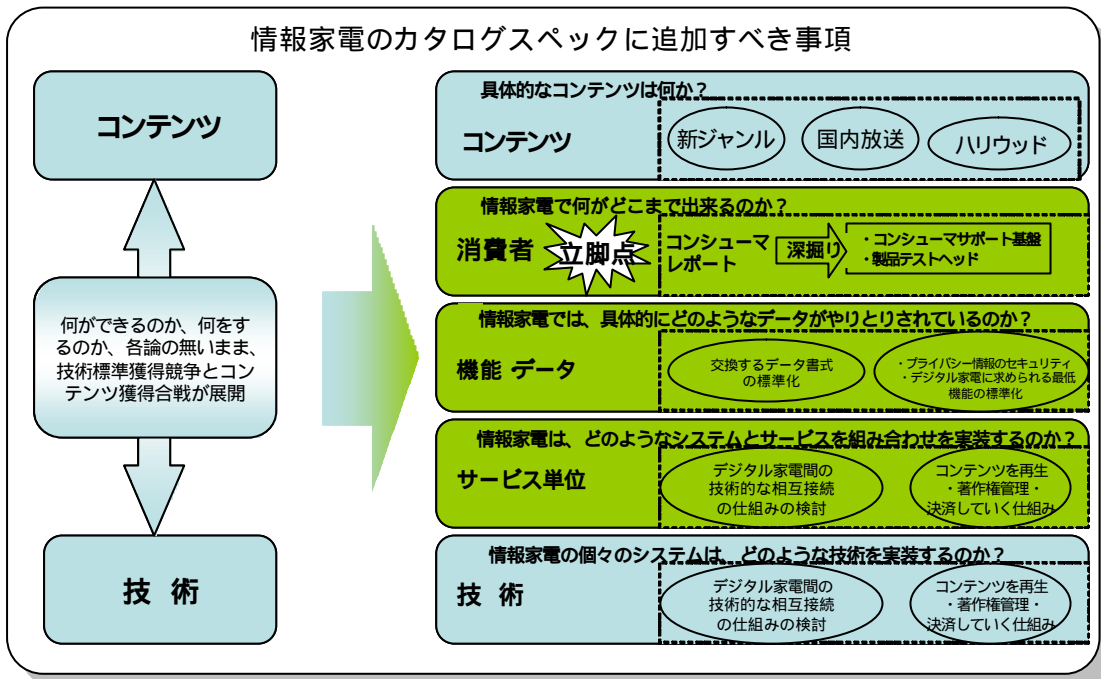 情報家電のカタログスペックに追加すべき事項
コンテンツ
何ができるのか、何をす
るのか、各論の無いまま、
技術標準獲得競争とコン
テンツ獲得合戦が展開
技 術
具体的なコンテンツは何か？
コンテンツ
新ジャンル
国内放送
ハリウッド
情報家電で何がどこまで出来るのか？
消費者
立脚点
コンシューマ
レポート
深掘り
・コンシューマサポート基盤
・製品テストヘッド
情報家電では、具体的にどのようなデータがやりとりされているのか？
機能 データ
交換するデータ書式
の標準化
・プライバシー情報のセキュリティ
・デジタル家電に求められる最低
機能の標準化
情報家電は、どのようなシステムとサービスを組み合わせを実装するのか？
サービス単位
デジタル家電間の
技術的な相互接続
の仕組みの検討
コンテンツを再生
・著作権管理・
決済していく仕組み
情報家電の個々のシステムは、どのような技術を実装するのか？
技 術
デジタル家電間の
技術的な相互接続
の仕組みの検討
コンテンツを再生
・著作権管理・
決済していく仕組み